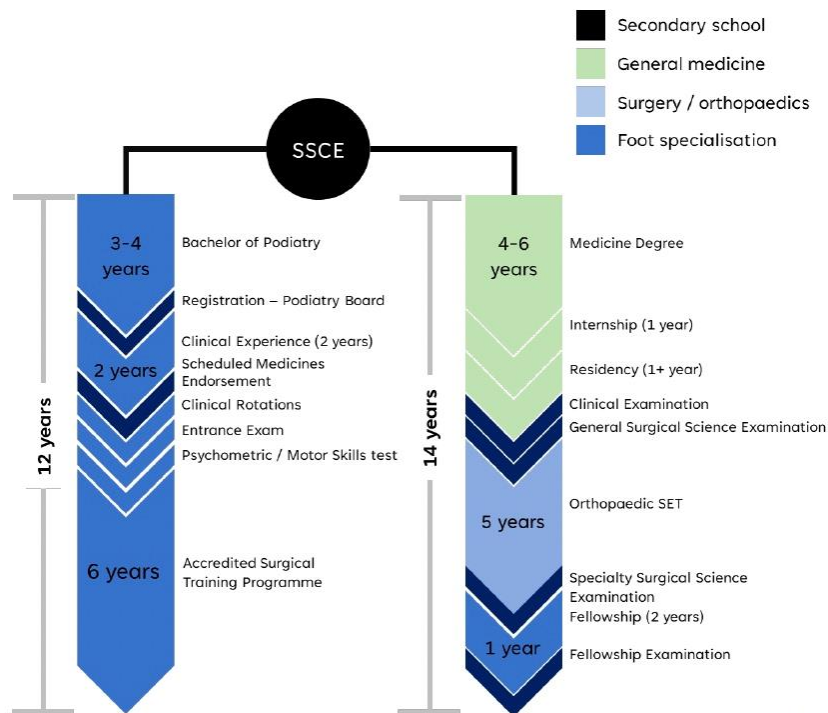 Secondary school
General medicine
Surgery / orthopaedics
Foot specialisation
SSCE
12 years
3-4
years
Bachelor of Podiatry
Registration – Podiatry Board
Clinical Experience (2 years)
2 years
Scheduled Medicines
Endorsement
Clinical Rotations
Entrance Exam
Psychometric / Motor Skills test
6 years
Accredited Surgical
Training Programme
14 years
4-6
years
Medicine Degree
Internship (1 year)
Residency (1+ year)
Clinical Examination
General Surgical Science Examination
5 years
Orthopaedic SET
Specialty Surgical Science
Examination
Fellowship (2 years)
1 year
Fellowship Examination